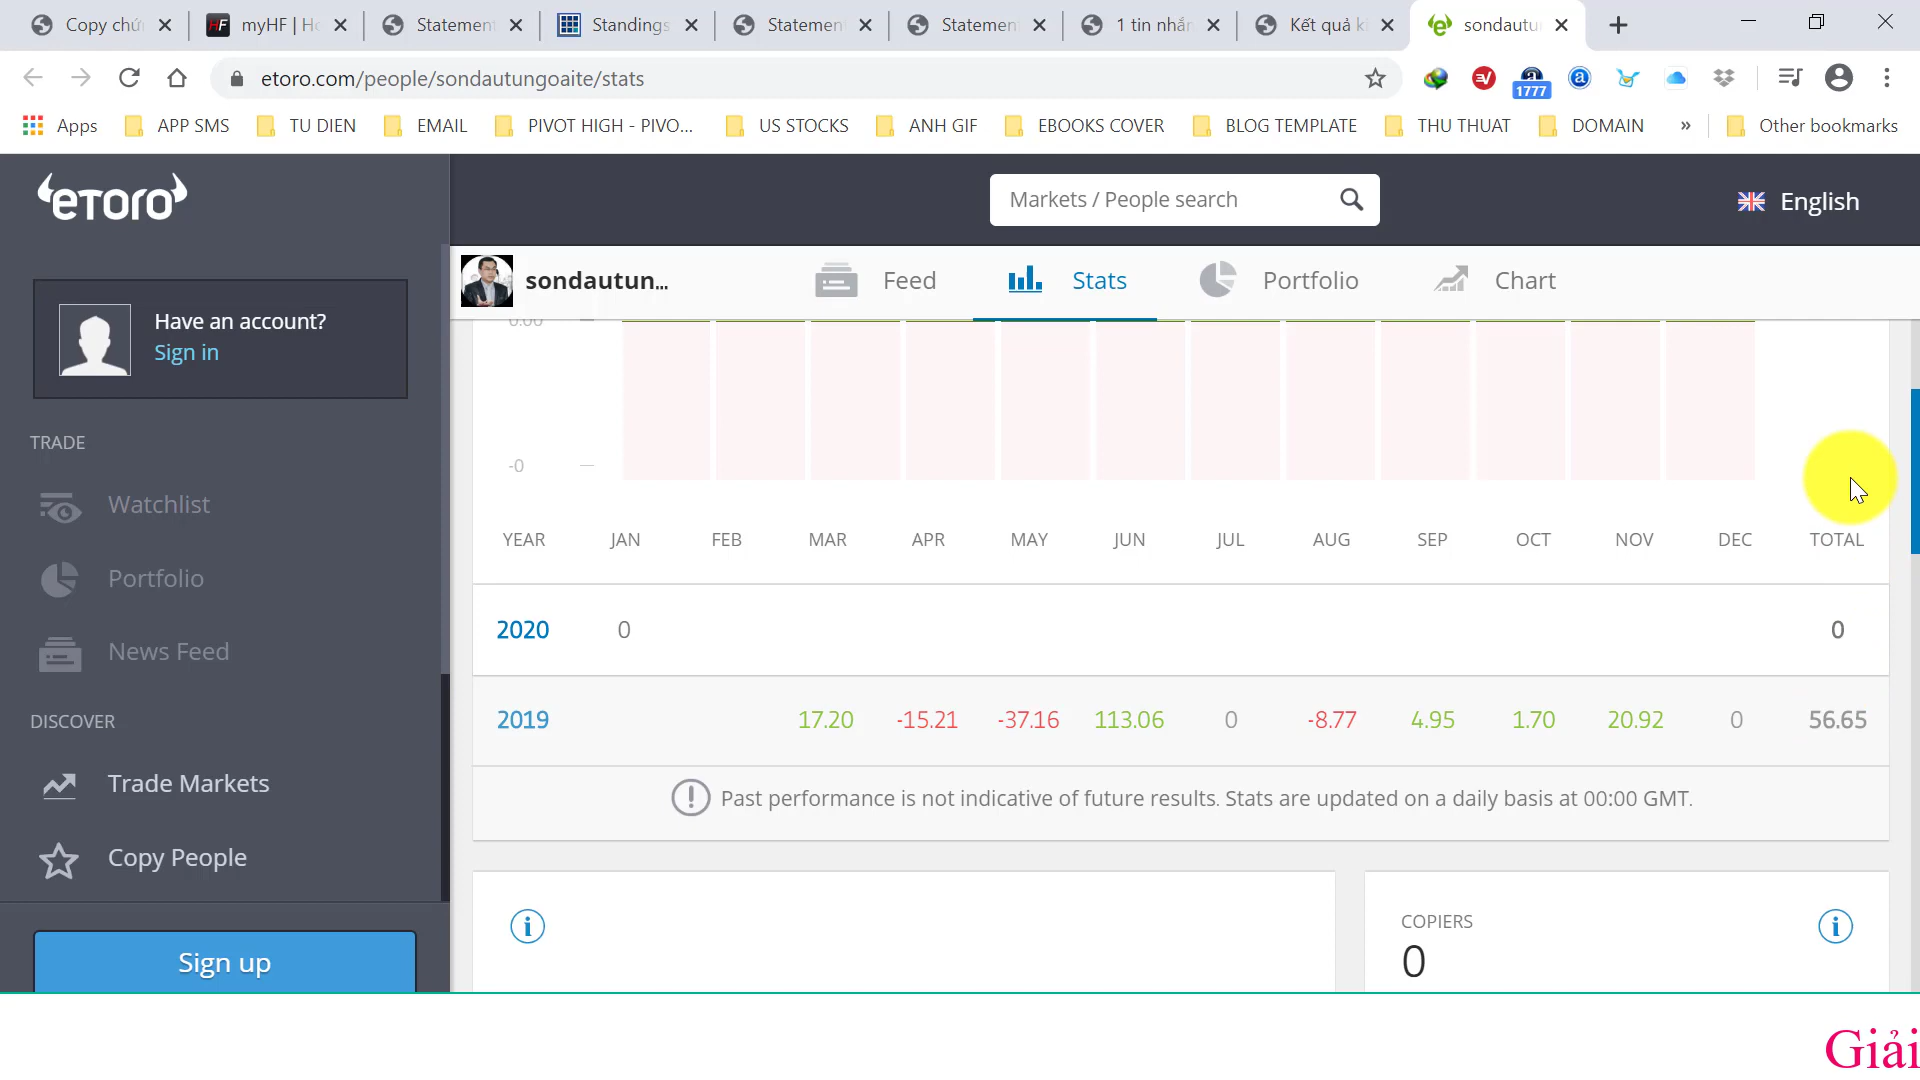 Copy chứ myHF | H Statement Standings Statement Statement 1 tin nhắn Kết quả k sondautu
etoro.com/people/sondautungoaite/stats
1777
Apps APP SMS TU DIEN EMAIL PIVOT HIGH - PIVO... US STOCKS ANH GIF EBOOKS COVER BLOG TEMPLATE THU THUAT DOMAIN » Other bookmarks
eToro
Markets / People search
English
sondautun...
Feed
Stats
Portfolio
Chart
Have an account?
Sign in
TRADE
Watchlist
Portfolio
News Feed
DISCOVER
Trade Markets
Copy People
Sign up
0.00
-0
YEAR JAN FEB MAR APR MAY JUN JUL AUG SEP OCT NOV DEC TOTAL
2020 0 0
2019 17.20 -15.21 -37.16 113.06 0 -8.77 4.95 1.70 20.92 0 56.65
Past performance is not indicative of future results. Stats are updated on a daily basis at 00:00 GMT.
COPIERS
0
Giải